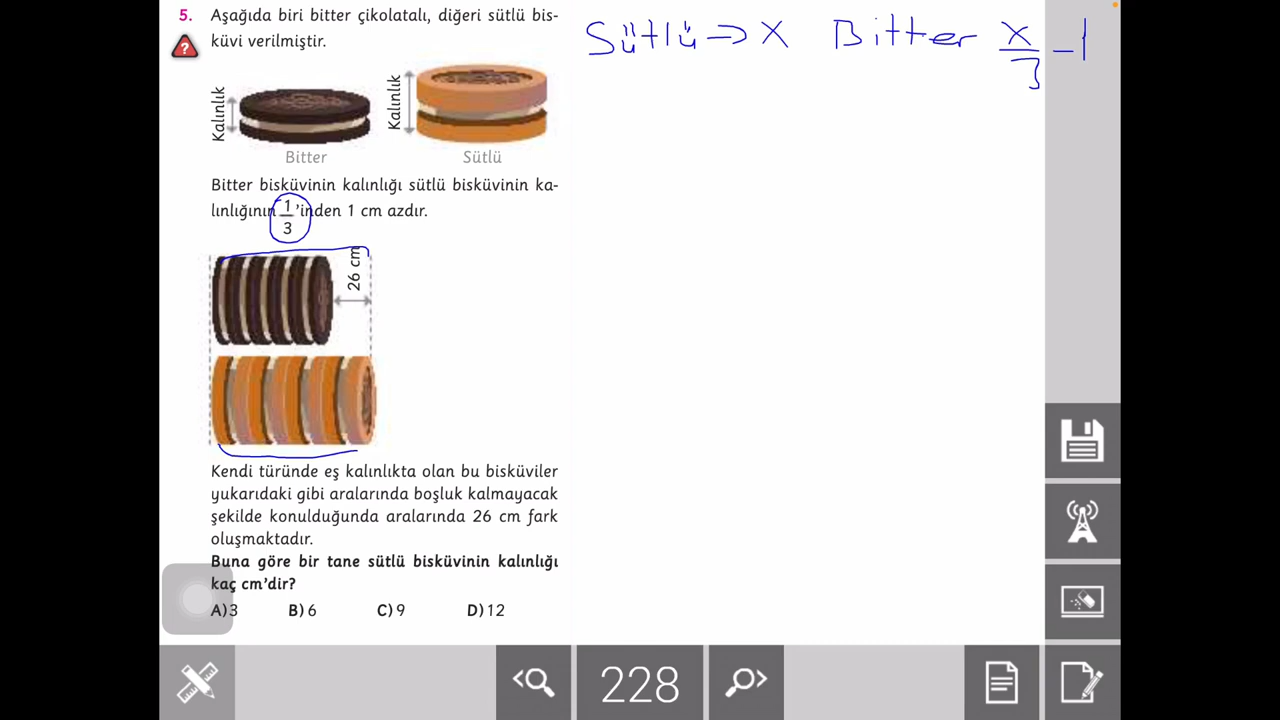 5. Aşağıda biri bitter çikolatalı, diğeri sütlü bis-
küvi verilmiştir.
?
Kalınlık
Kalınlık
Bitter
Sütlü
Bitter bisküvinin kalınlığı sütlü bisküvinin ka-
lınlığının 1/3'inden 1 cm azdır.
26 cm
Kendi türünde eş kalınlıkta olan bu bisküviler
yukarıdaki gibi aralarında boşluk kalmayacak
şekilde konulduğunda aralarında 26 cm fark
oluşmaktadır.
Buna göre bir tane sütlü bisküvinin kalınlığı
kaç cm'dir?
A) 3 B) 6 C) 9 D) 12
Sütlü ⇒ x Bitter x/3 - 1
228